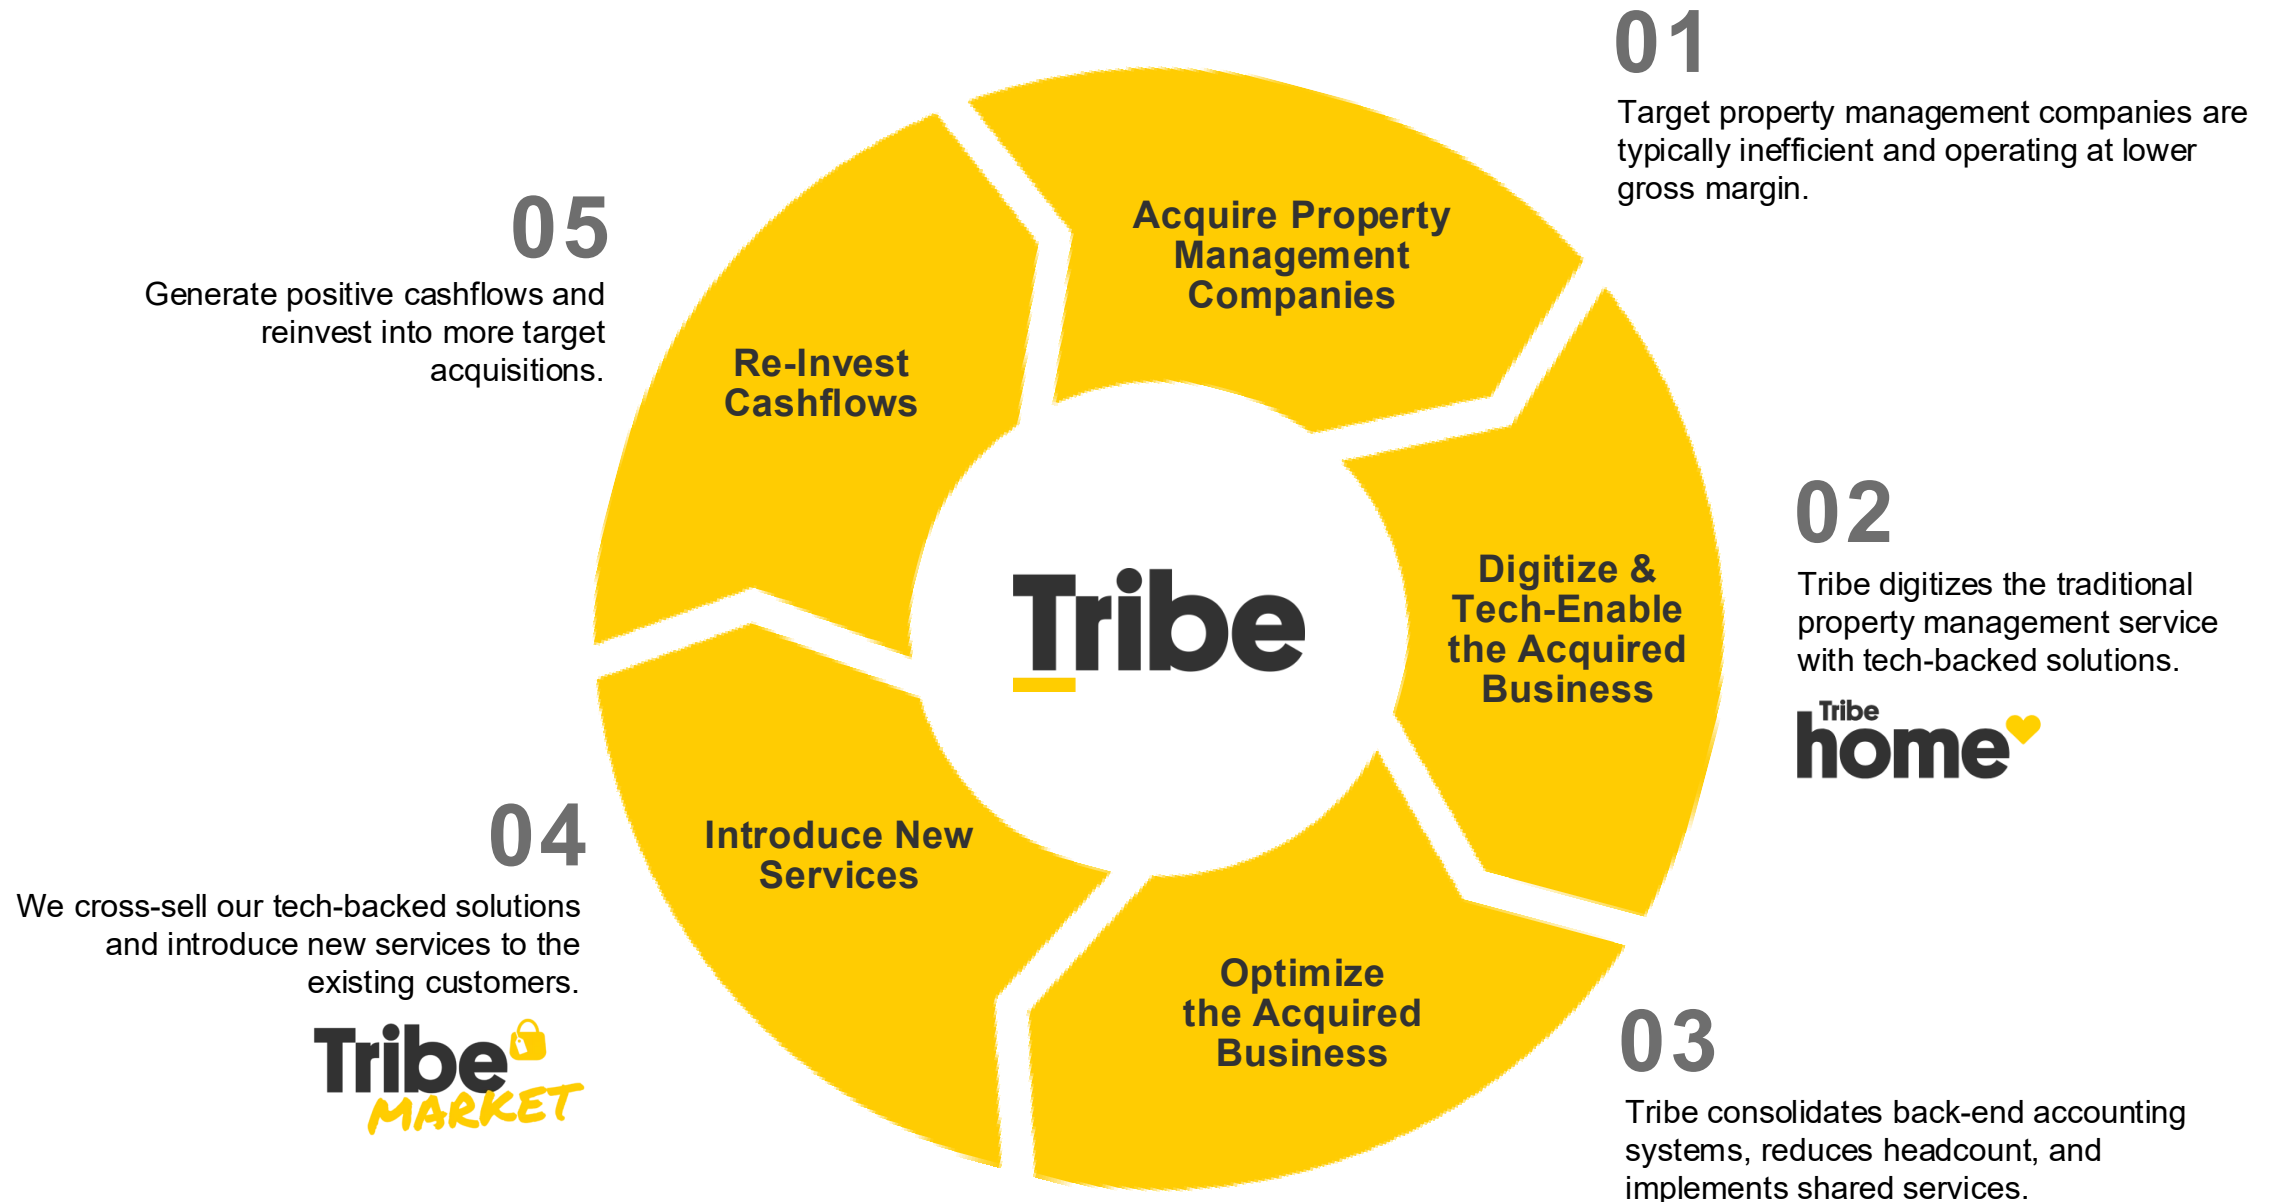 01
Target property management companies are
typically inefficient and operating at lower
gross margin.
Acquire Property
Management
Companies
02
Tribe digitizes the traditional
property management service
with tech-backed solutions.
Tribe
home
Digitize &
Tech-Enable
the Acquired
Business
03
Tribe consolidates back-end accounting
systems, reduces headcount, and
implements shared services.
Optimize
the Acquired
Business
04
We cross-sell our tech-backed solutions
and introduce new services to the
existing customers.
Tribe
MARKET
Introduce New
Services
05
Generate positive cashflows and
reinvest into more target
acquisitions.
Re-Invest
Cashflows
Tribe